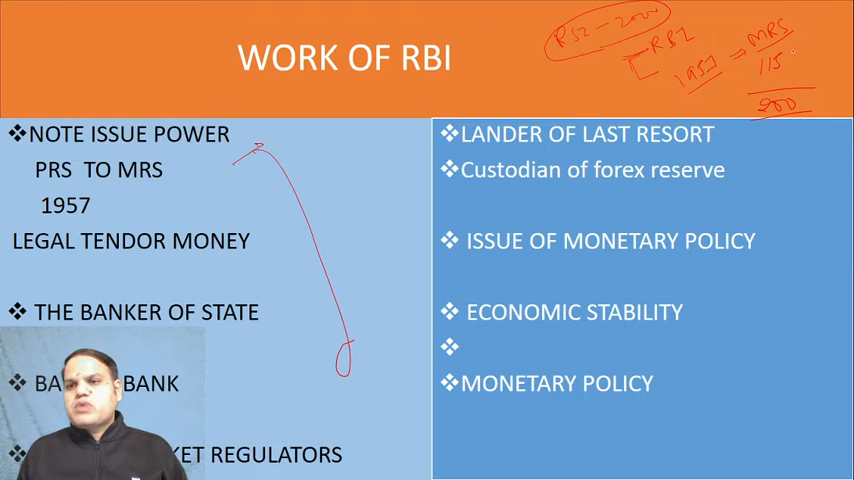 WORK OF RBI
RBI
1957 => MRS
115
200
❖NOTE ISSUE POWER
PRS TO MRS
1957
LEGAL TENDOR MONEY
❖ THE BANKER OF STATE
❖ BA BANK
KET REGULATORS
❖LANDER OF LAST RESORT
❖Custodian of forex reserve
❖ ISSUE OF MONETARY POLICY
❖ ECONOMIC STABILITY
❖
❖MONETARY POLICY